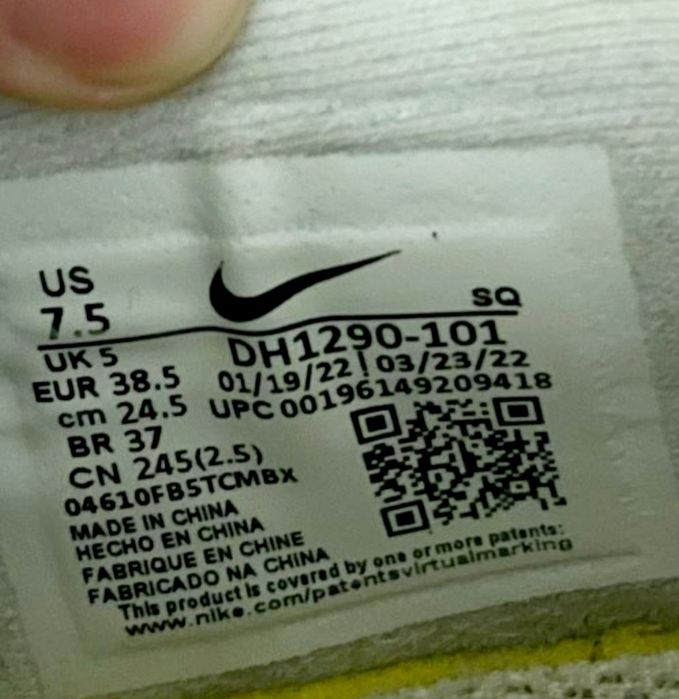 US
7.5
SQ
UK 5
DH1290-101
EUR 38.5
01/19/22 | 03/23/22
cm 24.5
UPC 00196149209418
BR 37
CN 245(2.5)
04610FB5TCMBX
MADE IN CHINA
HECHO EN CHINA
FABRIQUE EN CHINE
FABRICADO NA CHINA
This product is covered by one or more patents:
www.nike.com/patentsvirtualmarking